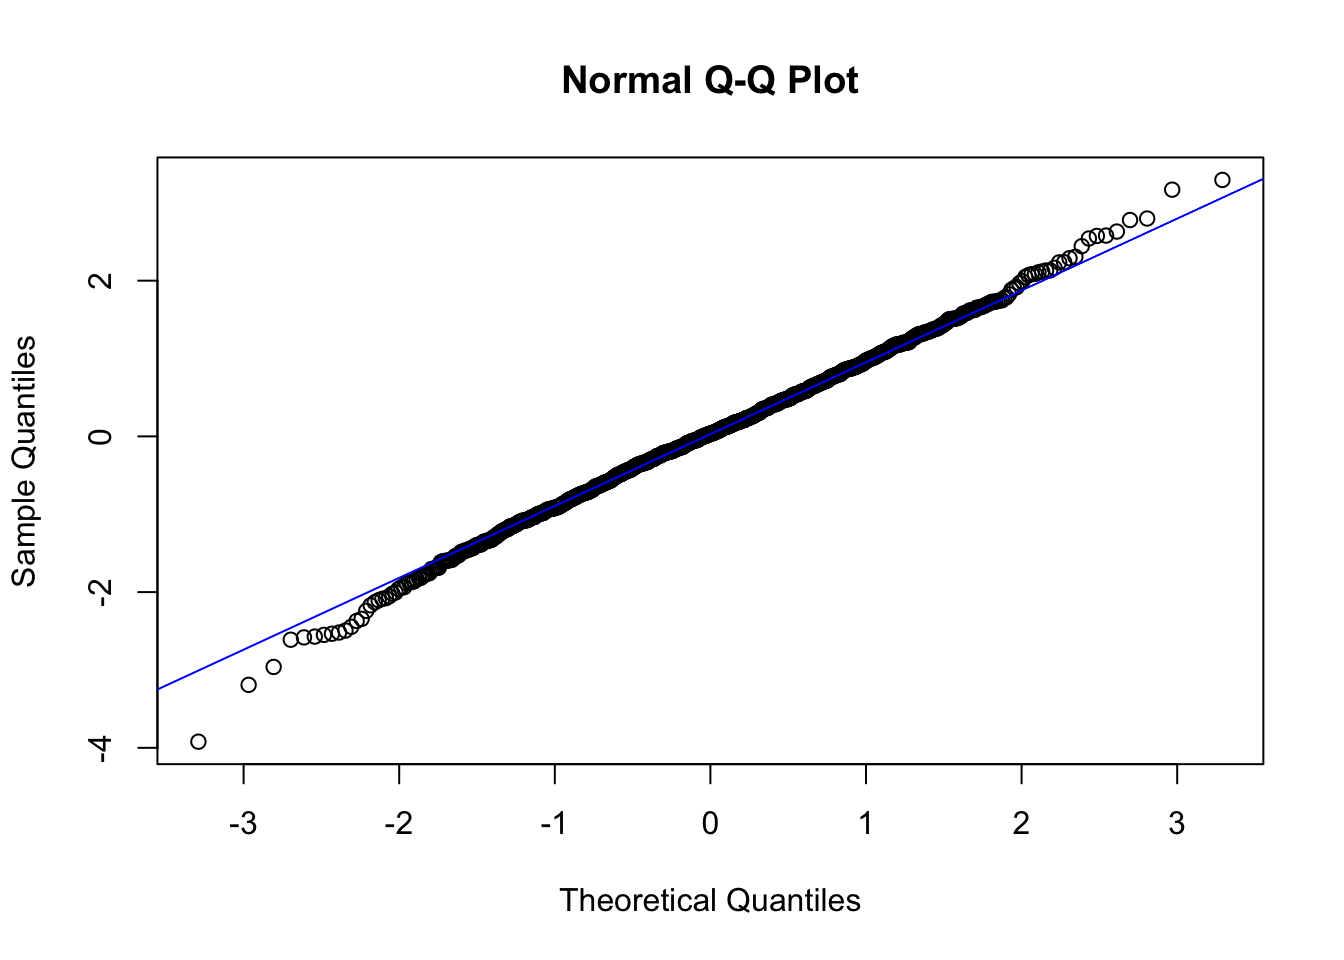 Normal Q-Q Plot
Sample Quantiles
2
0
-2
-4
-3 -2 -1 0 1 2 3
Theoretical Quantiles